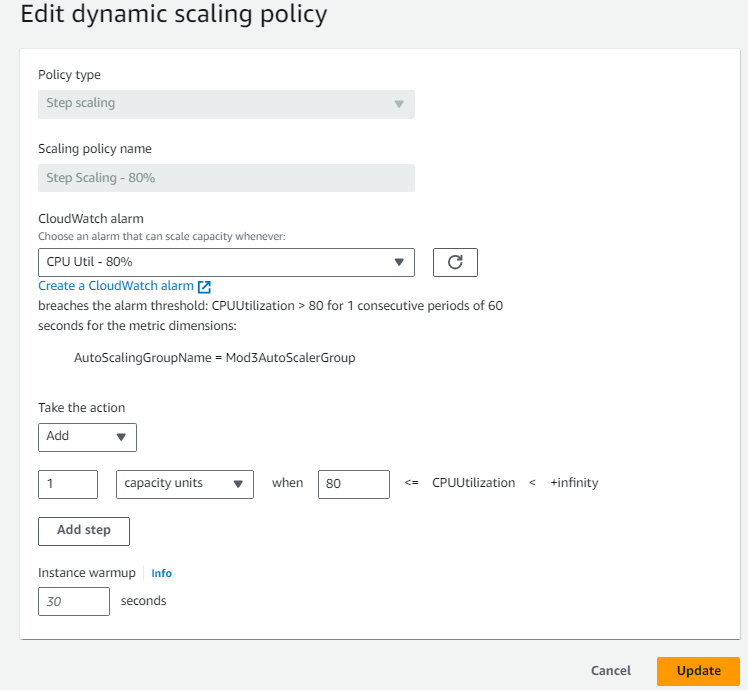 Edit dynamic scaling policy
Policy type
Step scaling
Scaling policy name
Step Scaling - 80%
CloudWatch alarm
Choose an alarm that can scale capacity whenever:
CPU Util - 80%
Create a CloudWatch alarm
breaches the alarm threshold: CPUUtilization > 80 for 1 consecutive periods of 60
seconds for the metric dimensions:
AutoScalingGroupName = Mod3AutoScalerGroup
Take the action
Add
1 capacity units when 80 <= CPUUtilization < +infinity
Add step
Instance warmup Info
30 seconds
Cancel Update